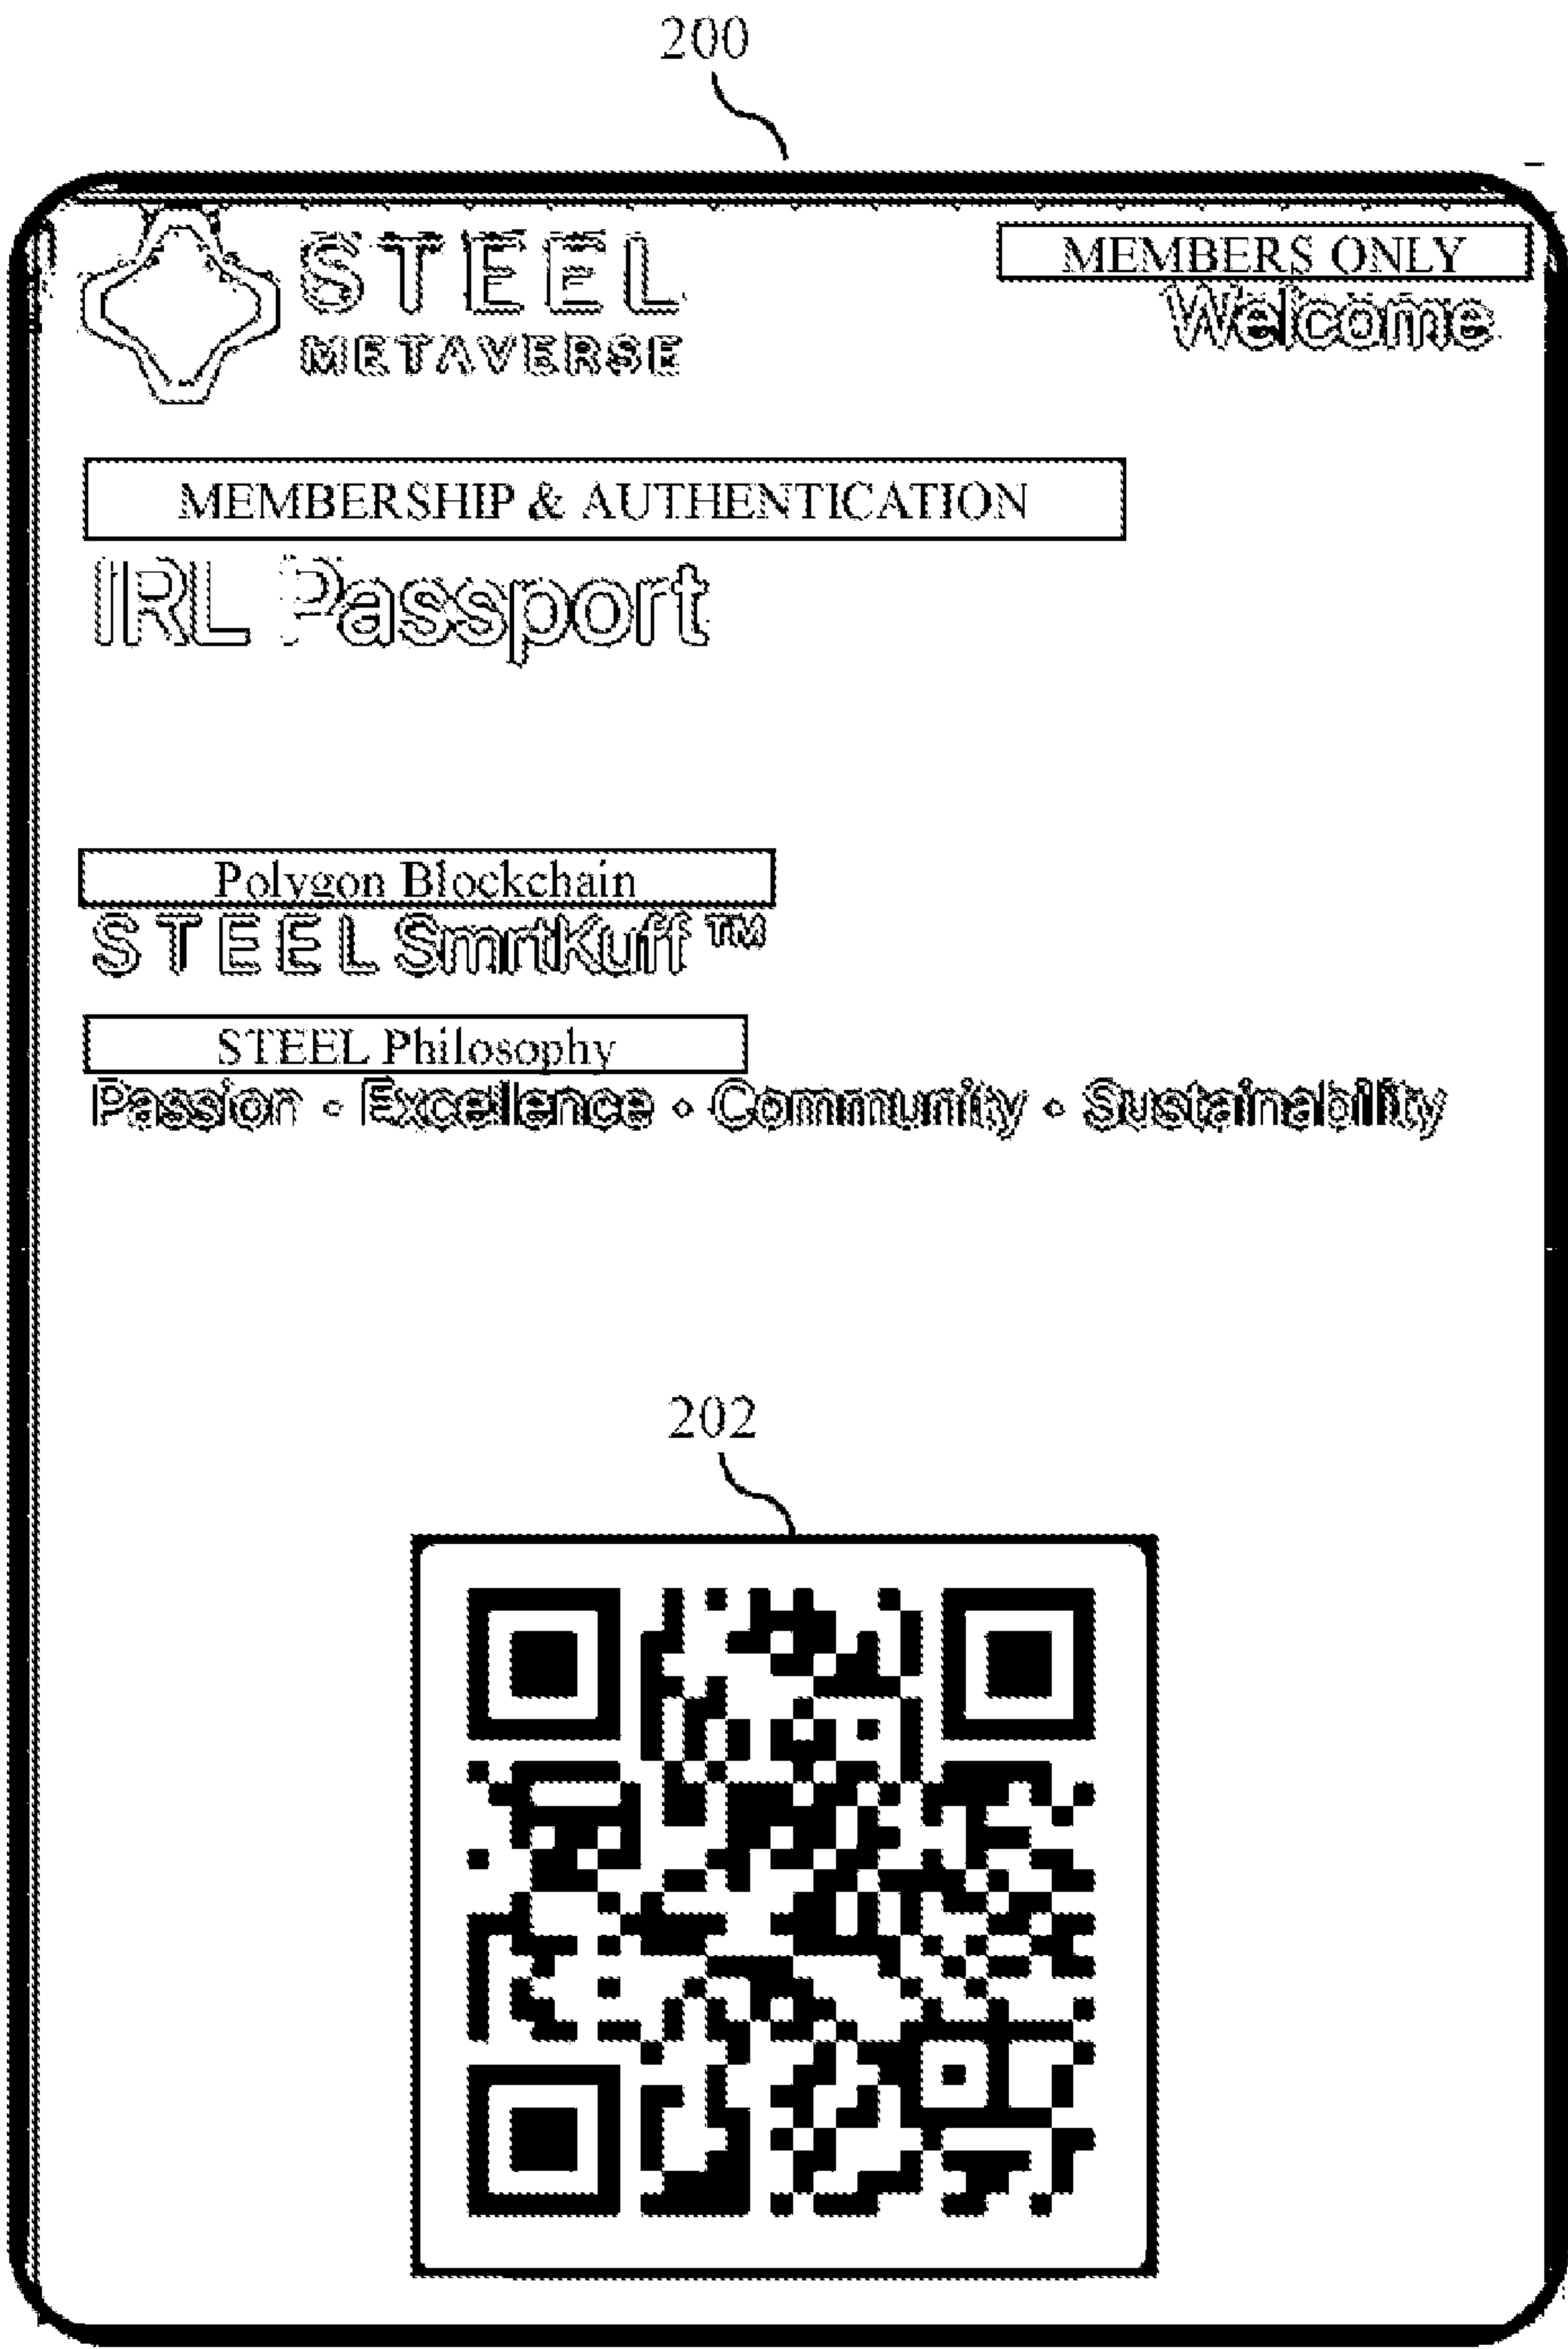 200
STEEL
METAVERSE
MEMBERS ONLY
Welcome
MEMBERSHIP & AUTHENTICATION
IRL Passport
Polygon Blockchain
STEEL SmrtKuff™
STEEL Philosophy
Passion ◦ Excellence ◦ Community ◦ Sustainability
202